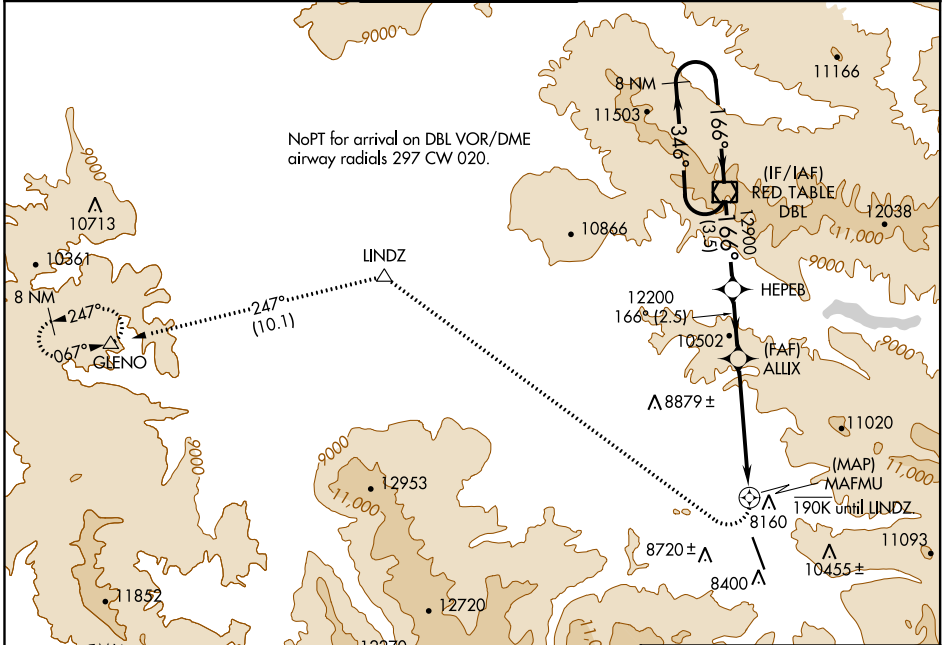 9000
11166
8 NM
11503
NoPT for arrival on DBL VOR/DME
airway radials 297 CW 020.
346°
166°
(IF/IAF)
RED TABLE
DBL
9000
10713
10866
12900
166°
(3.5)
12038
11,000
10361
LINDZ
9000
8 NM
247°
247°
(10.1)
HEPEB
12200
166° (2.5)
067°
GLENO
10502
(FAF)
ALLIX
9000
8879 ±
11020
9000
9000
12953
11,000
(MAP)
MAFMU
11,000
190K until LINDZ.
8160
8720 ±
11093
10455 ±
8400
11852
12720